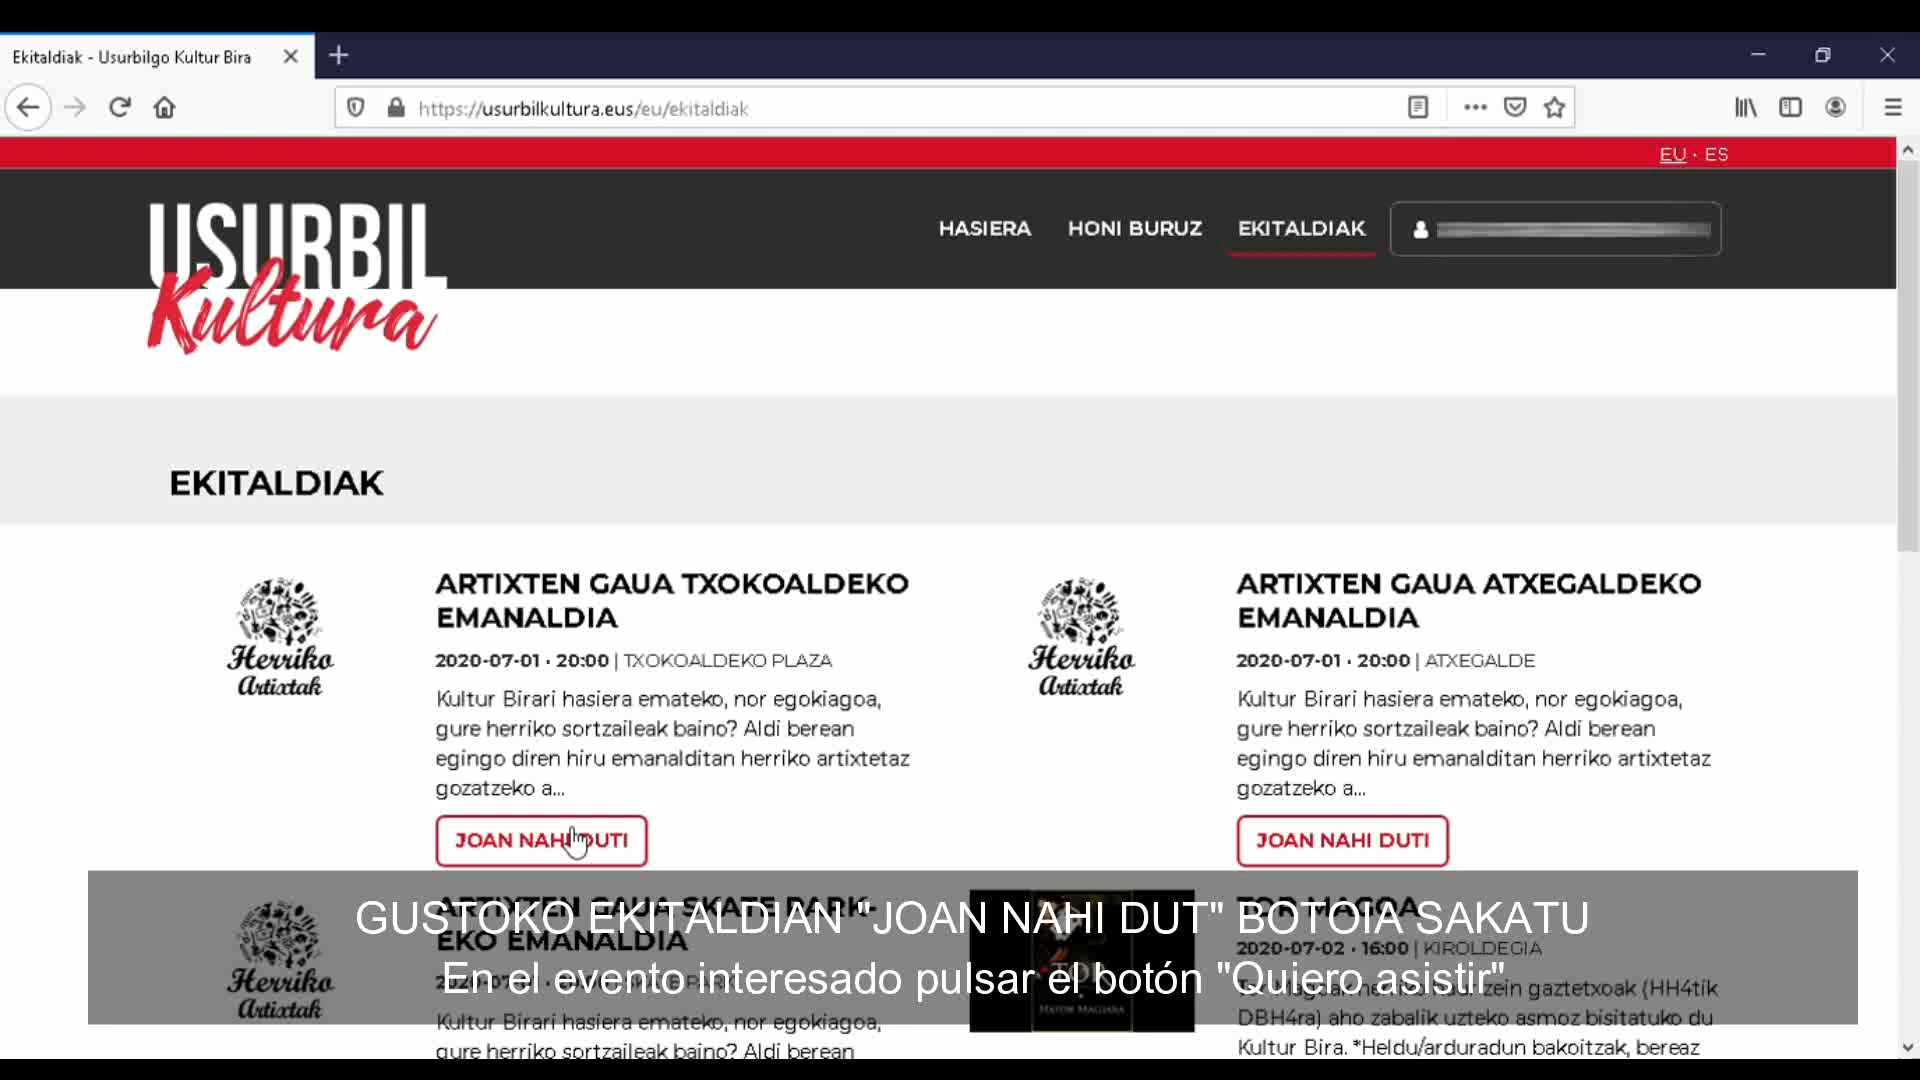 Ekitaldiak - Usurbilgo Kultur Bira
https://usurbilkultura.eus/eu/ekitaldiak
EU · ES
USURBIL
Kultura
HASIERA
HONI BURUZ
EKITALDIAK
EKITALDIAK
Herriko
Artixtak
ARTIXTEN GAUA TXOKOALDEKO
EMANALDIA
2020-07-01 · 20:00 | TXOKOALDEKO PLAZA
Kultur Birari hasiera emateko, nor egokiagoa,
gure herriko sortzaileak baino? Aldi berean
egingo diren hiru emanalditan herriko artixtetaz
gozatzeko a...
JOAN NAHI DUT!
Herriko
Artixtak
ARTIXTEN GAUA ATXEGALDEKO
EMANALDIA
2020-07-01 · 20:00 | ATXEGALDE
Kultur Birari hasiera emateko, nor egokiagoa,
gure herriko sortzaileak baino? Aldi berean
egingo diren hiru emanalditan herriko artixtetaz
gozatzeko a...
JOAN NAHI DUT!
Herriko
Artixtak
ARTIXTEN GAUA SKATE PARK-
EKO EMANALDIA
Kultur Birari hasiera emateko, nor egokiagoa,
gure herriko sortzaileak baino? Aldi berean
TOR MAGOA
2020-07-02 · 16:00 | KIROLDEGIA
zein gaztetxoak (HH4tik
DBH4ra) aho zabalik uzteko asmoz bisitatuko du
Kultur Bira. *Heldu/arduradun bakoitzak, bereaz
GUSTOKO EKITALDIAN "JOAN NAHI DUT" BOTOIA SAKATU
En el evento interesado pulsar el botón "Quiero asistir"